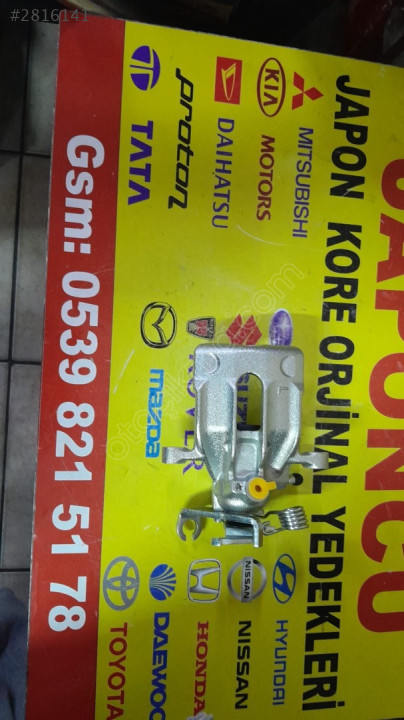 #2816141
JAPONCU
JAPON KORE ORJİNAL YEDEKLERİ
MITSUBISHI
HYUNDAI
KIA MOTORS
NISSAN
NISSAN
DAIHATSU
ROVER
HONDA
proton
mazda
DAEWOO
TATA
TOYOTA
Gsm: 0539 821 51 78
L